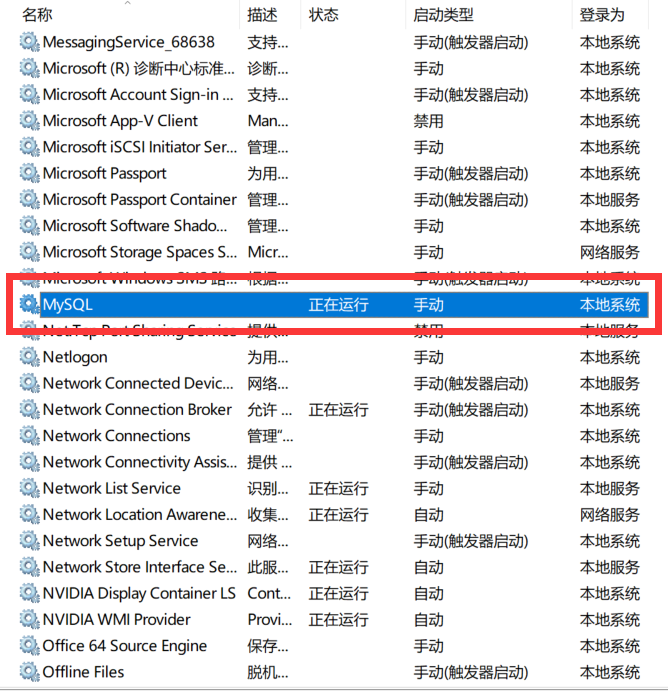 名称 描述 状态 启动类型 登录为
MessagingService_68638 支持... 手动(触发器启动) 本地系统
Microsoft (R) 诊断中心标准... 诊断... 手动 本地系统
Microsoft Account Sign-in ... 支持... 手动(触发器启动) 本地系统
Microsoft App-V Client Man... 禁用 本地系统
Microsoft iSCSI Initiator Ser... 管理... 手动 本地系统
Microsoft Passport 为用... 手动(触发器启动) 本地系统
Microsoft Passport Container 管理... 手动(触发器启动) 本地服务
Microsoft Software Shado... 管理... 手动 本地系统
Microsoft Storage Spaces S... Micr... 手动 网络服务
Microsoft Windows SMS 路... 根据... 手动(触发器启动) 本地系统
MySQL 正在运行 手动 本地系统
Net.Tcp Port Sharing Service 提供... 禁用 本地服务
Netlogon 为用... 手动 本地系统
Network Connected Devic... 网络... 手动(触发器启动) 本地服务
Network Connection Broker 允许 ... 正在运行 手动(触发器启动) 本地系统
Network Connections 管理“... 手动 本地系统
Network Connectivity Assis... 提供 ... 手动(触发器启动) 本地系统
Network List Service 识别... 正在运行 手动 本地服务
Network Location Awarene... 收集... 正在运行 自动 网络服务
Network Setup Service 网络... 手动(触发器启动) 本地系统
Network Store Interface Se... 此服... 正在运行 自动 本地服务
NVIDIA Display Container LS Cont... 正在运行 自动 本地系统
NVIDIA WMI Provider Provi... 正在运行 自动 本地系统
Office 64 Source Engine 保存... 手动 本地系统
Offline Files 脱机... 手动(触发器启动) 本地系统